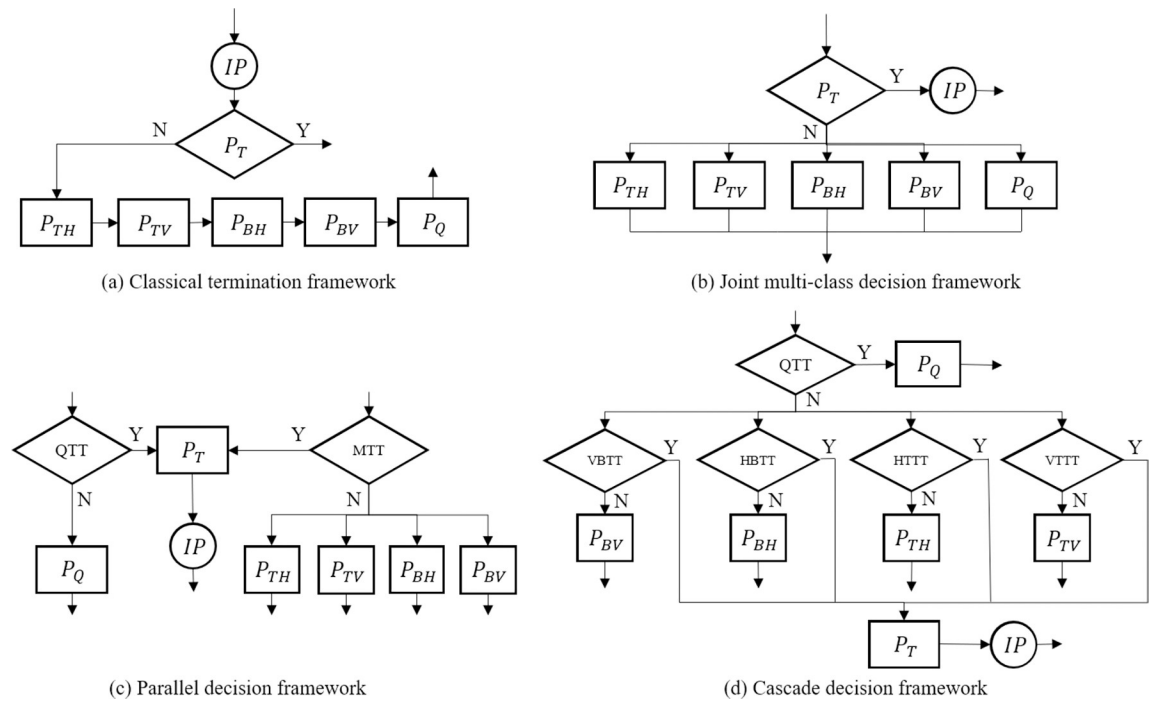 IP
N
P_T
Y
P_TH
P_TV
P_BH
P_BV
P_Q
(a) Classical termination framework
P_T
Y
IP
N
P_TH
P_TV
P_BH
P_BV
P_Q
(b) Joint multi-class decision framework
QTT
Y
P_T
Y
MTT
N
N
IP
P_Q
P_TH
P_TV
P_BH
P_BV
(c) Parallel decision framework
QTT
Y
P_Q
N
VBTT
Y
HBTT
Y
HTTT
Y
VTTT
Y
N
N
N
N
P_BV
P_BH
P_TH
P_TV
P_T
IP
(d) Cascade decision framework